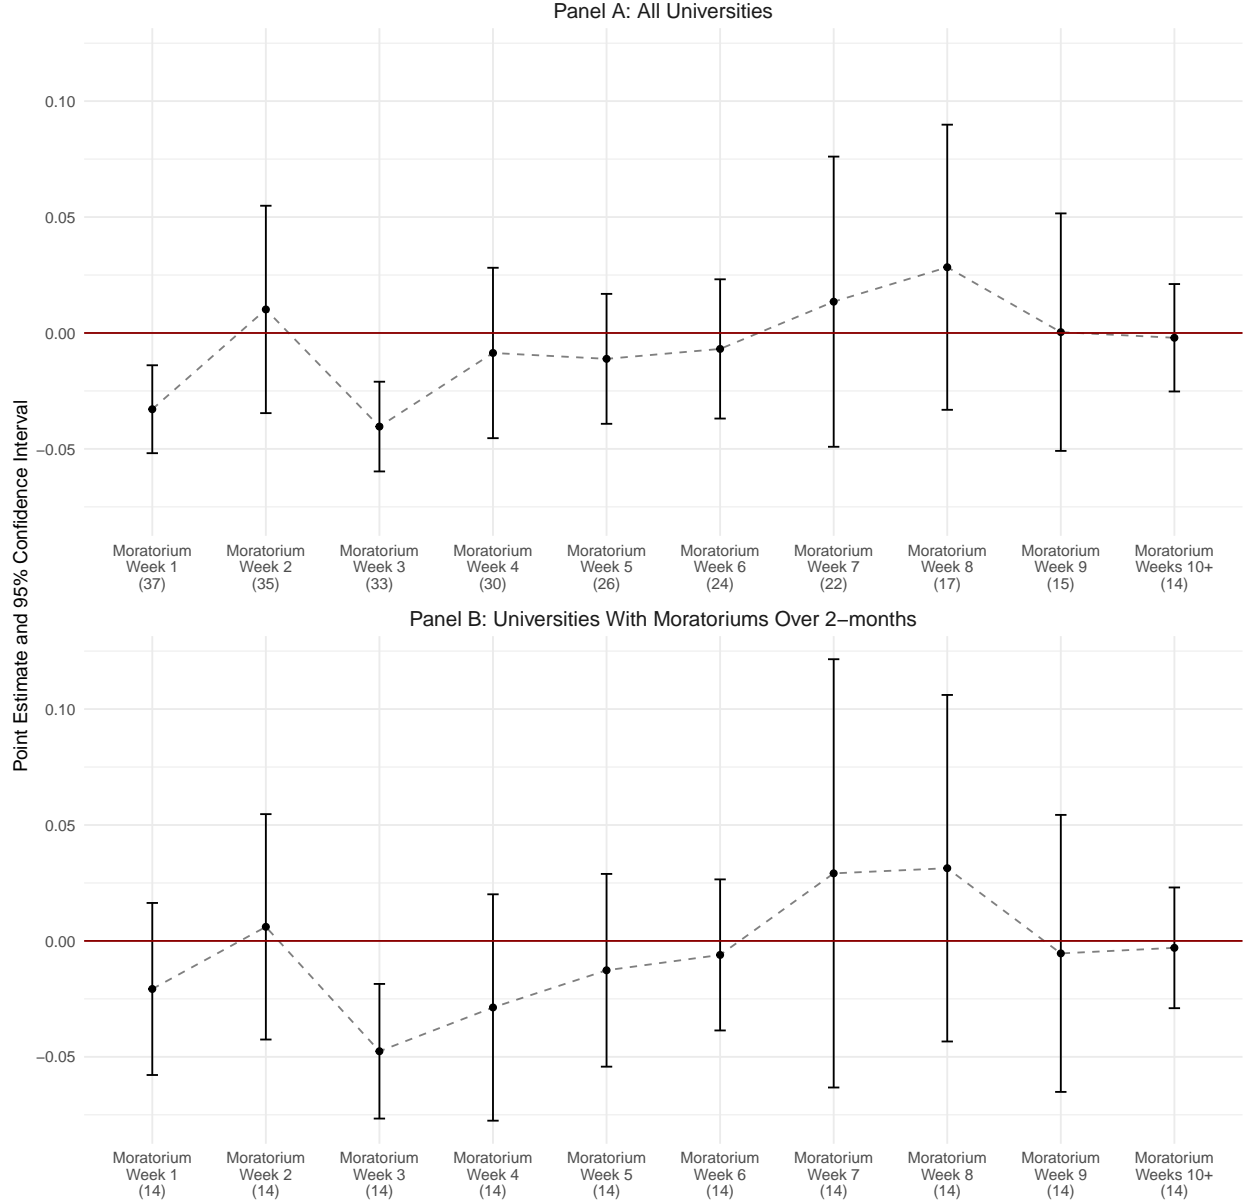 Panel A: All Universities
0.10
0.05
0.00
−0.05
Moratorium Moratorium Moratorium Moratorium Moratorium Moratorium Moratorium Moratorium Moratorium Moratorium
Week 1 Week 2 Week 3 Week 4 Week 5 Week 6 Week 7 Week 8 Week 9 Weeks 10+
(37) (35) (33) (30) (26) (24) (22) (17) (15) (14)
Point Estimate and 95% Confidence Interval
Panel B: Universities With Moratoriums Over 2−months
0.10
0.05
0.00
−0.05
Moratorium Moratorium Moratorium Moratorium Moratorium Moratorium Moratorium Moratorium Moratorium Moratorium
Week 1 Week 2 Week 3 Week 4 Week 5 Week 6 Week 7 Week 8 Week 9 Weeks 10+
(14) (14) (14) (14) (14) (14) (14) (14) (14) (14)